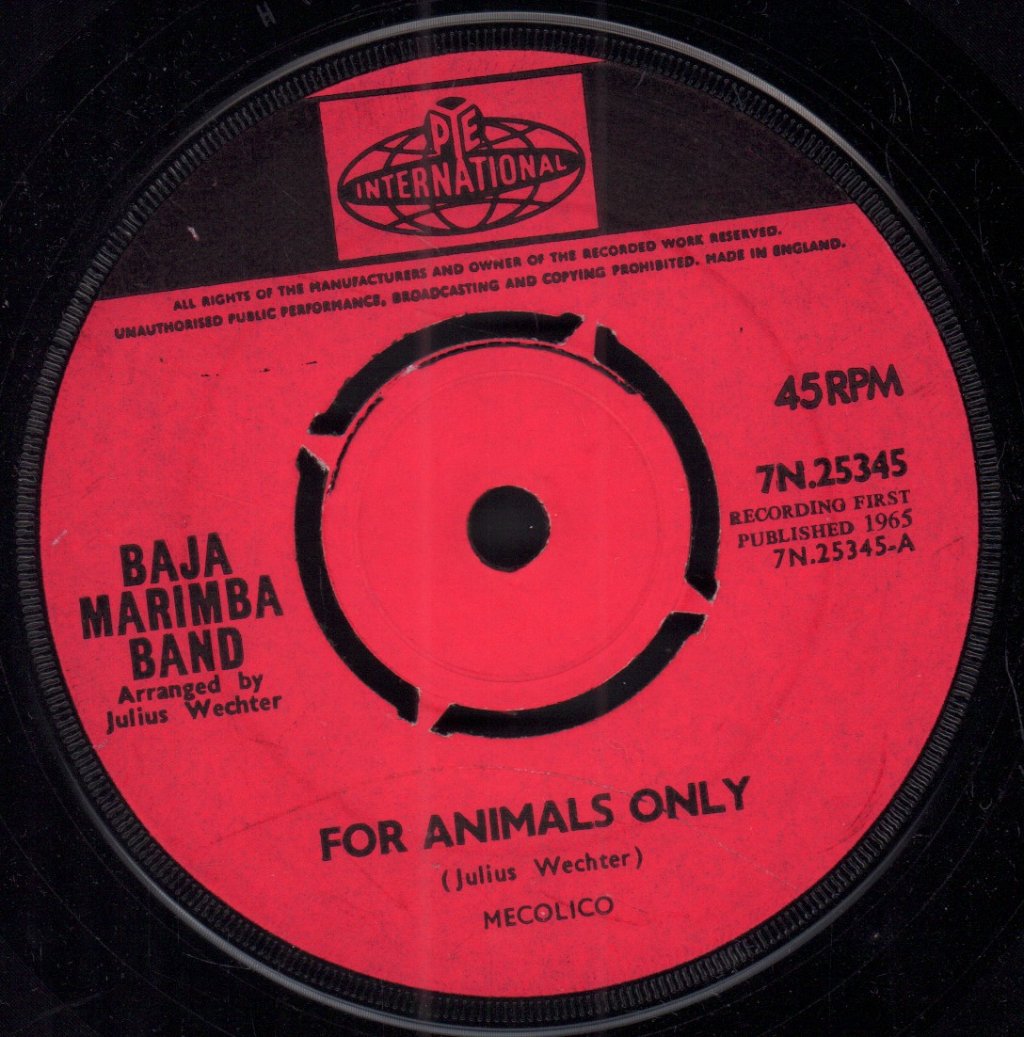 PYE
INTERNATIONAL
ALL RIGHTS OF THE MANUFACTURERS AND OWNER OF THE RECORDED WORK RESERVED.
UNAUTHORISED PUBLIC PERFORMANCE, BROADCASTING AND COPYING PROHIBITED. MADE IN ENGLAND.
45 RPM
7N.25345
RECORDING FIRST
PUBLISHED 1965
7N.25345-A
BAJA
MARIMBA
BAND
Arranged by
Julius Wechter
FOR ANIMALS ONLY
(Julius Wechter)
MECOLICO